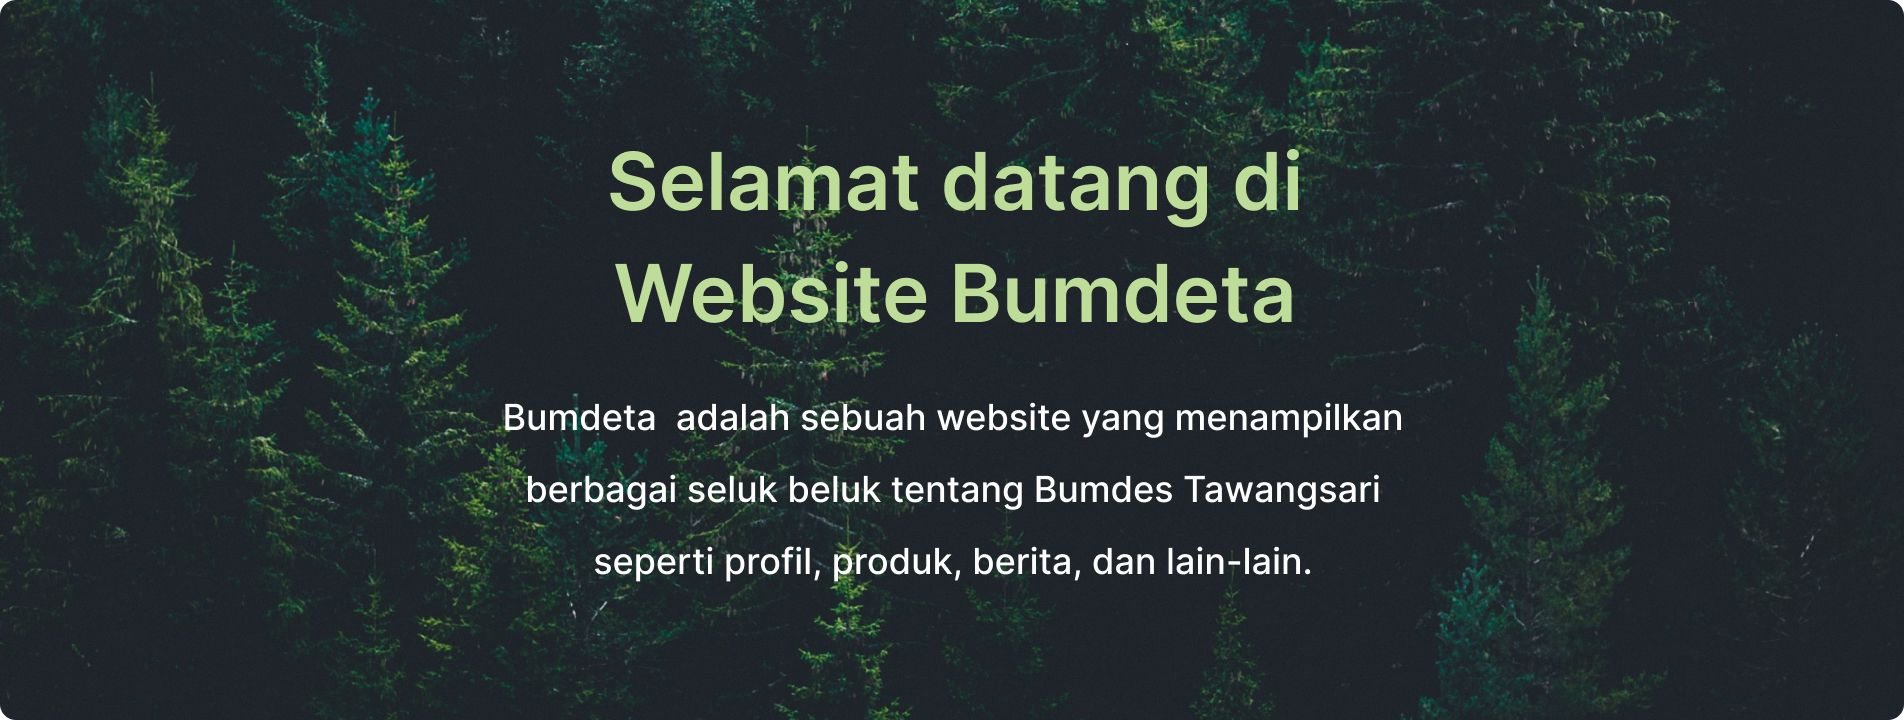 Selamat datang di
Website Bumdeta
Bumdeta  adalah sebuah website yang menampilkan
berbagai seluk beluk tentang Bumdes Tawangsari
seperti profil, produk, berita, dan lain-lain.